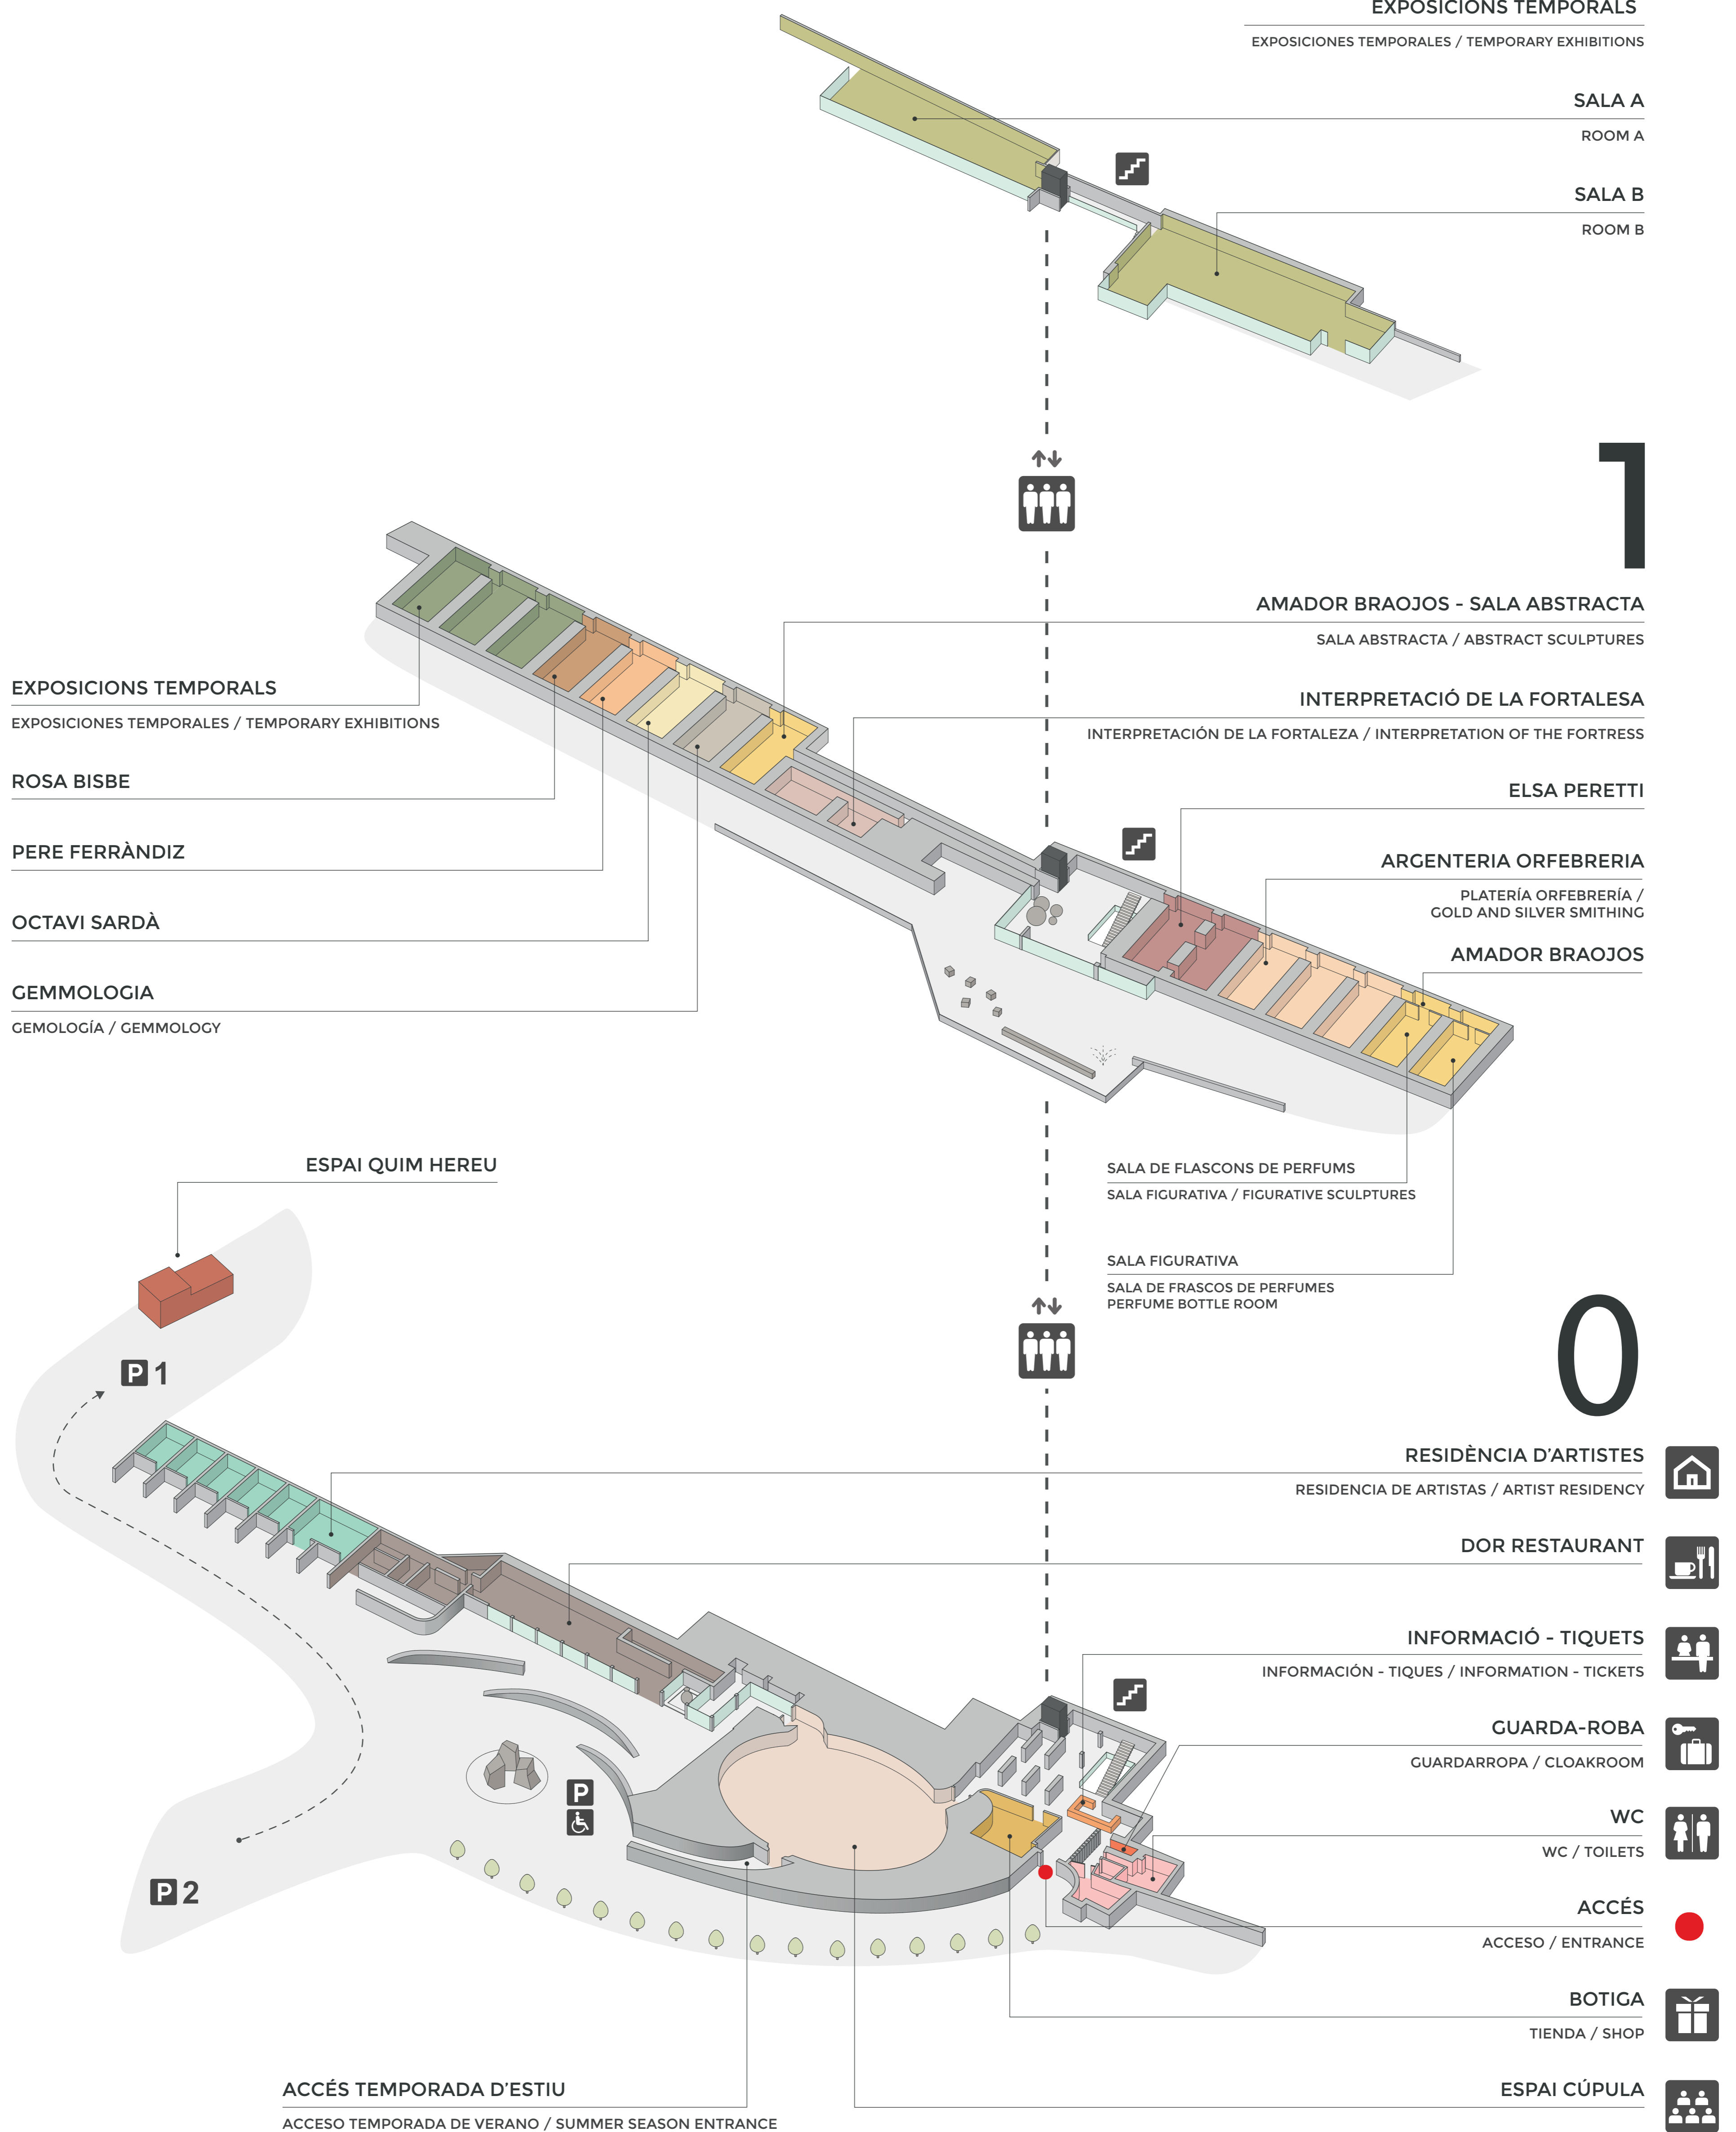 EXPOSICIONS TEMPORALS
EXPOSICIONES TEMPORALES / TEMPORARY EXHIBITIONS
SALA A
ROOM A
SALA B
ROOM B
1
AMADOR BRAOJOS - SALA ABSTRACTA
SALA ABSTRACTA / ABSTRACT SCULPTURES
INTERPRETACIÓ DE LA FORTALESA
INTERPRETACIÓN DE LA FORTALEZA / INTERPRETATION OF THE FORTRESS
ELSA PERETTI
ARGENTERIA ORFEBRERIA
PLATERÍA ORFEBRERÍA /
GOLD AND SILVER SMITHING
AMADOR BRAOJOS
EXPOSICIONS TEMPORALS
EXPOSICIONES TEMPORALES / TEMPORARY EXHIBITIONS
ROSA BISBE
PERE FERRÀNDIZ
OCTAVI SARDÀ
GEMMOLOGIA
GEMOLOGÍA / GEMMOLOGY
SALA DE FLASCONS DE PERFUMS
SALA FIGURATIVA / FIGURATIVE SCULPTURES
SALA FIGURATIVA
SALA DE FRASCOS DE PERFUMES
PERFUME BOTTLE ROOM
ESPAI QUIM HEREU
0
P 1
RESIDÈNCIA D'ARTISTES
RESIDENCIA DE ARTISTAS / ARTIST RESIDENCY
DOR RESTAURANT
INFORMACIÓ - TIQUETS
INFORMACIÓN - TIQUES / INFORMATION - TICKETS
GUARDA-ROBA
GUARDARROPA / CLOAKROOM
P
WC
WC / TOILETS
P 2
ACCÉS
ACCESO / ENTRANCE
BOTIGA
TIENDA / SHOP
ACCÉS TEMPORADA D'ESTIU
ACCESO TEMPORADA DE VERANO / SUMMER SEASON ENTRANCE
ESPAI CÚPULA